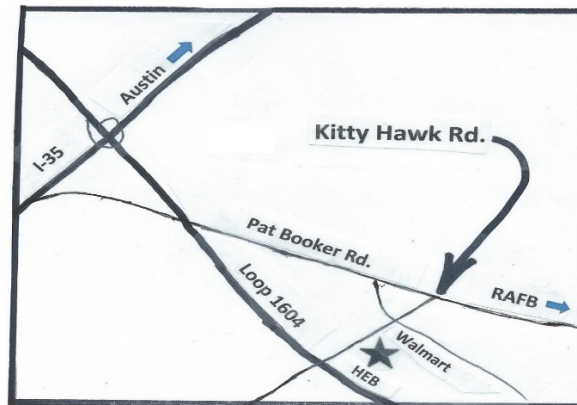 Austin
I-35
Kitty Hawk Rd.
Pat Booker Rd.
RAFB
Loop 1604
Walmart
HEB